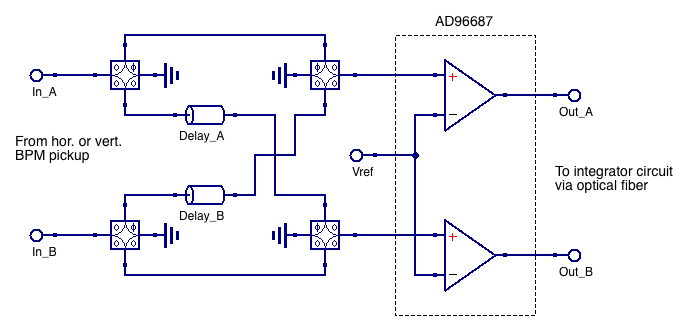 AD96687
In_A
+
−
Out_A
Delay_A
From hor. or vert.
BPM pickup
Vref
To integrator circuit
via optical fiber
Delay_B
In_B
+
−
Out_B